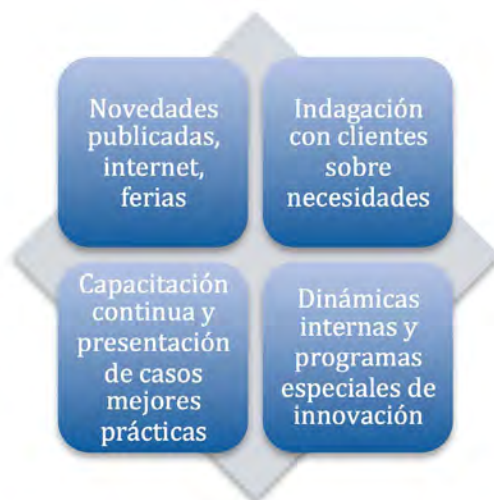 Novedades
publicadas,
internet,
ferias
Indagación
con clientes
sobre
necesidades
Capacitación
continua y
presentación
de casos
mejores
prácticas
Dinámicas
internas y
programas
especiales de
innovación